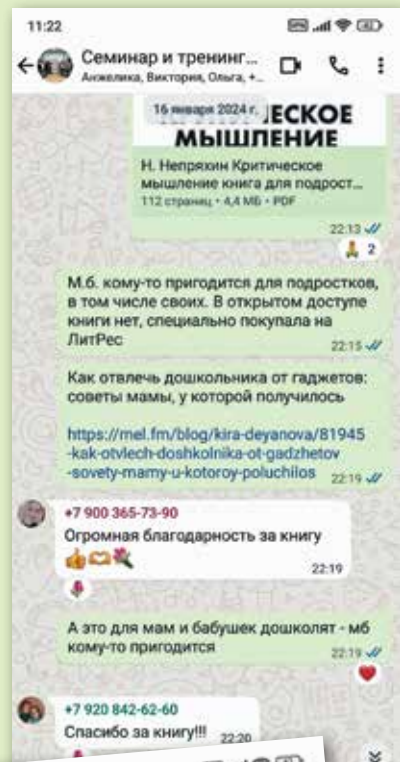 11:22
Семинар и тренинг...
Анжелика, Виктория, Ольга, +...
16 января 2024 г.
ЕСКОЕ
МЫШЛЕНИЕ
Н. Непряхин Критическое
мышление книга для подрост...
112 страниц • 4,4 МБ • PDF
22:13
2
М.б. кому-то пригодится для подростков,
в том числе своих. В открытом доступе
книги нет, специально покупала на
ЛитРес
22:15
Как отвлечь дошкольника от гаджетов:
советы мамы, у которой получилось
https://mel.fm/blog/kira-deyanova/81945
-kak-otvlech-doshkolnika-ot-gadzhetov
-sovety-mamy-u-kotoroy-poluchilos
22:19
+7 900 365-73-90
Огромная благодарность за книгу
22:19
А это для мам и бабушек дошколят - мб
кому-то пригодится
22:19
+7 920 842-62-60
Спасибо за книгу!!!
22:20